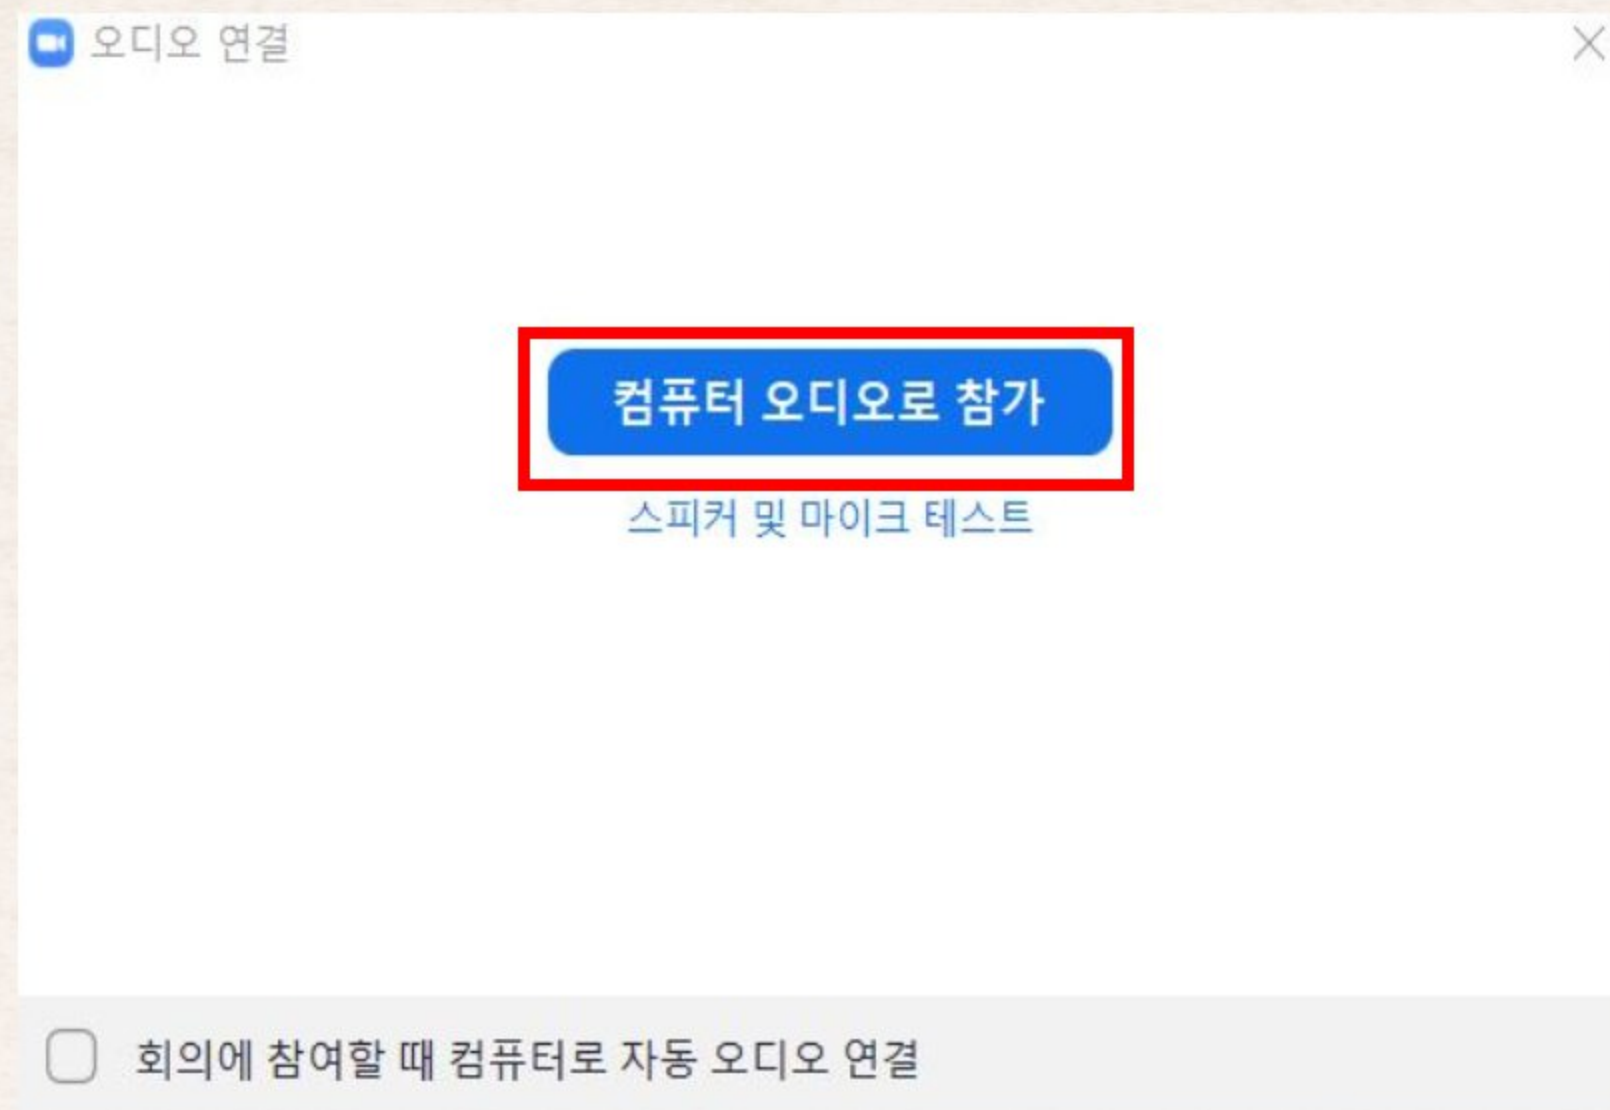 오디오 연결
컴퓨터 오디오로 참가
스피커 및 마이크 테스트
회의에 참여할 때 컴퓨터로 자동 오디오 연결